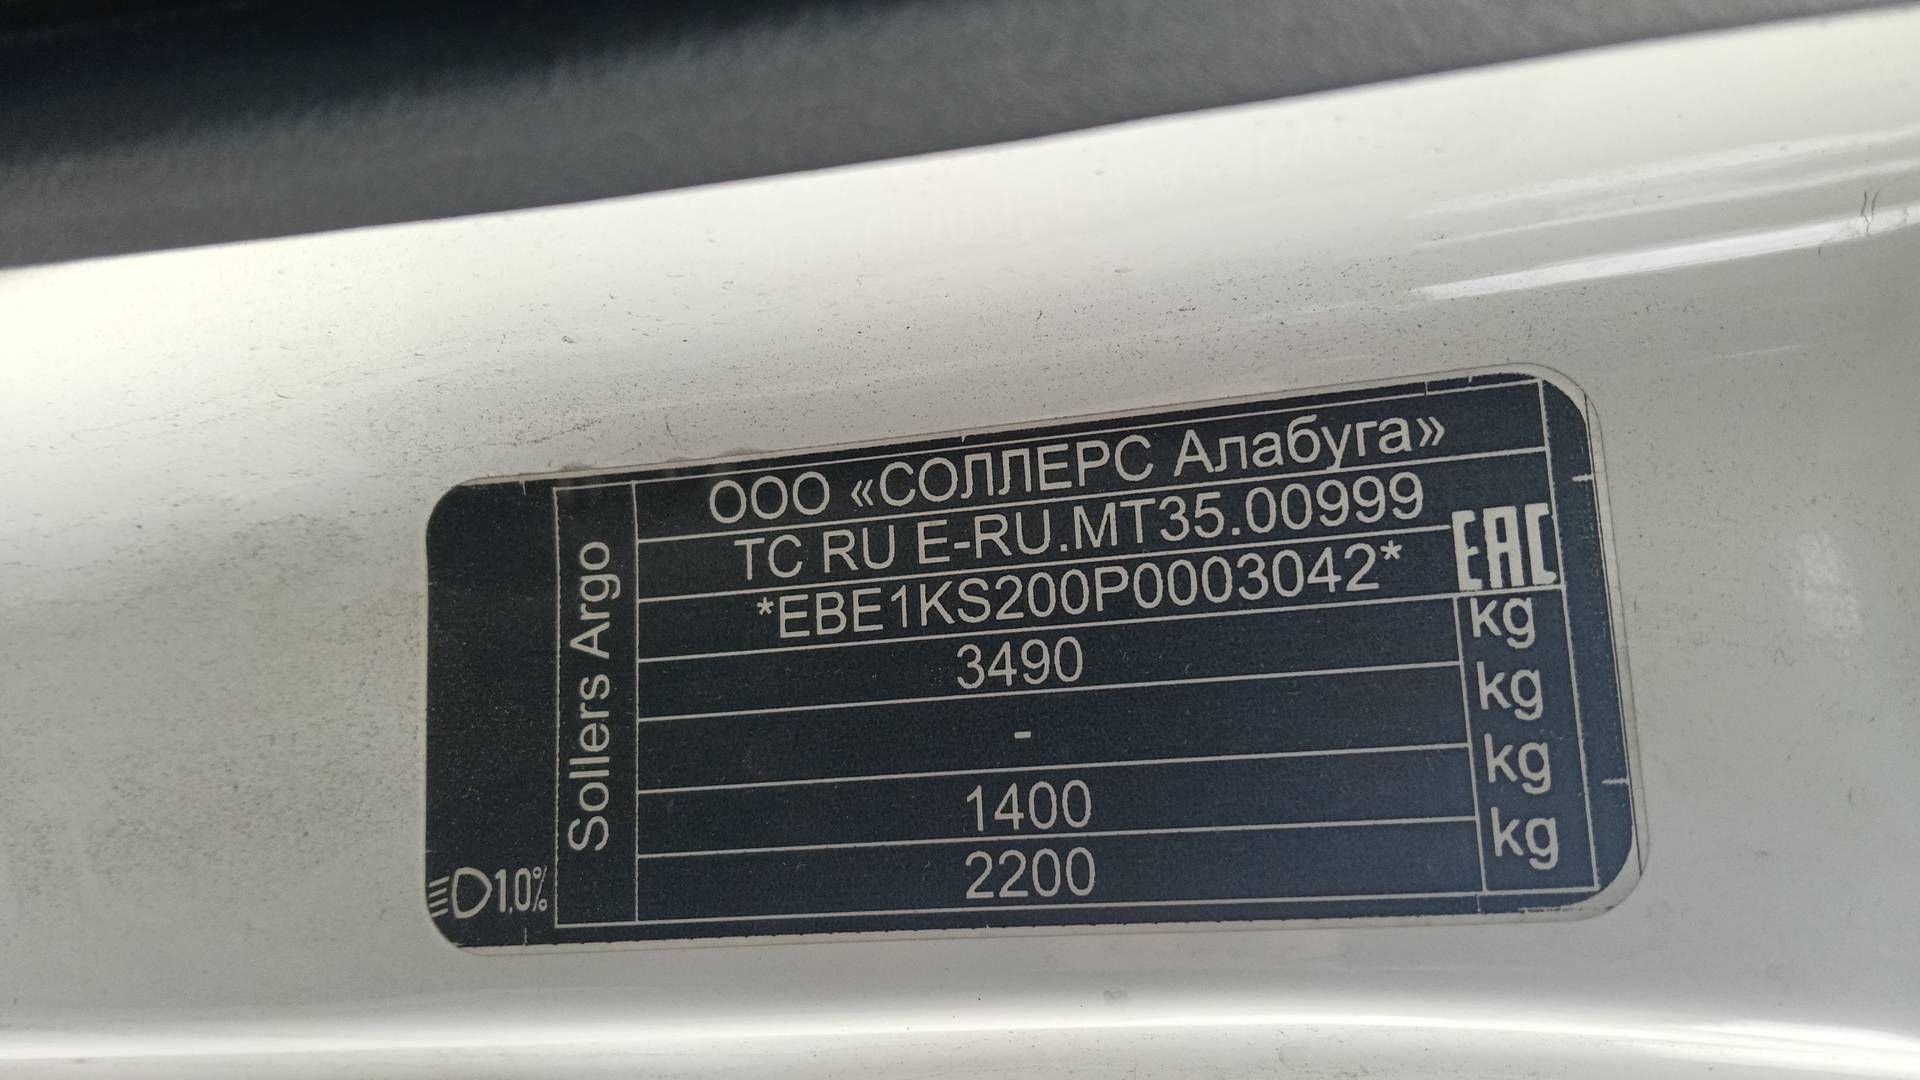 ООО «СОЛЛЕРС Алабуга»
ТС RU Е-RU.МТ35.00999
EAC
*EBE1KS200P0003042*
3490 kg
- kg
1400 kg
2200 kg
Sollers Argo
1,0%